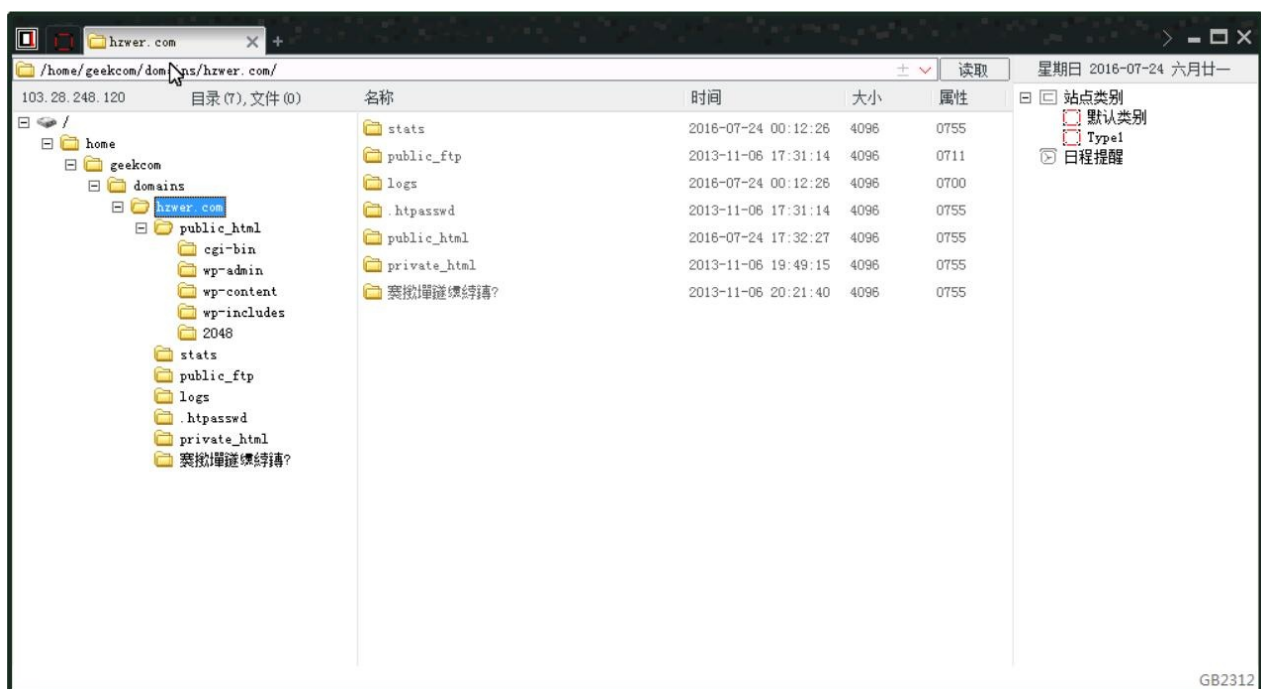 hzwer.com
/home/geekcom/domains/hzwer.com/ 读取 星期日 2016-07-24 六月廿一
103.28.248.120 目录(7),文件(0) 名称 时间 大小 属性
/
home
geekcom
domains
hzwer.com
public_html
cgi-bin
wp-admin
wp-content
wp-includes
2048
stats
public_ftp
logs
.htpasswd
private_html
stats 2016-07-24 00:12:26 4096 0755
public_ftp 2013-11-06 17:31:14 4096 0711
logs 2016-07-24 00:12:26 4096 0700
.htpasswd 2013-11-06 17:31:14 4096 0755
public_html 2016-07-24 17:32:27 4096 0755
private_html 2013-11-06 19:49:15 4096 0755
2013-11-06 20:21:40 4096 0755
站点类别
默认类别
Type1
日程提醒
GB2312